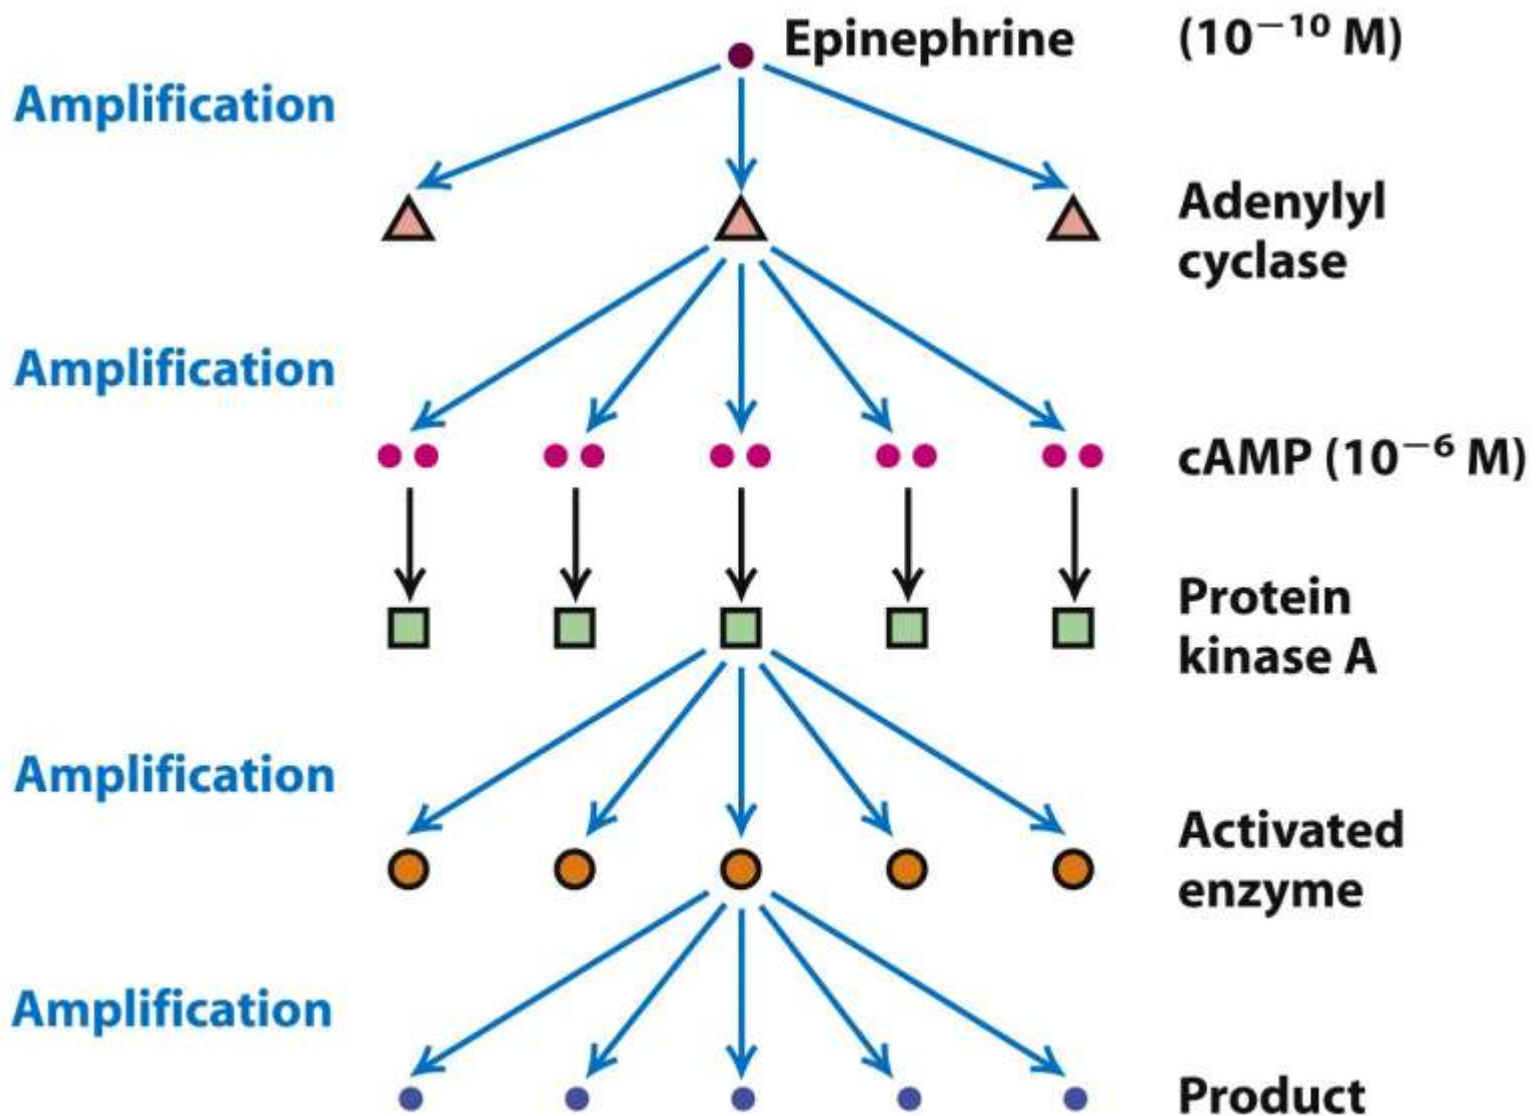 Epinephrine (10⁻¹⁰ M)
Amplification
Adenylyl
cyclase
Amplification
cAMP (10⁻⁶ M)
Protein
kinase A
Amplification
Activated
enzyme
Amplification
Product